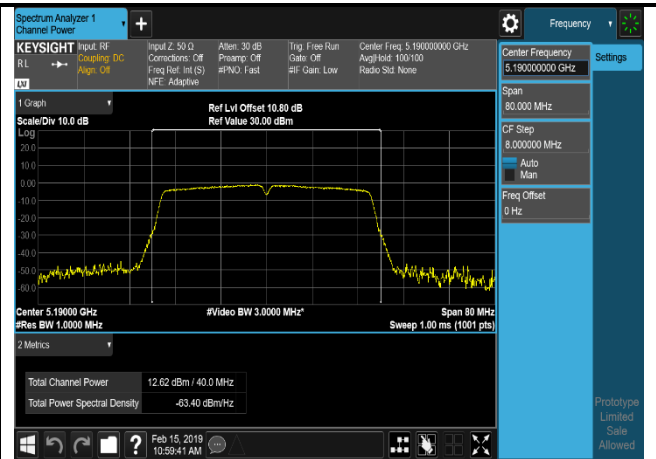 Spectrum Analyzer 1
Channel Power
Frequency
KEYSIGHT
RL
LXI
Input: RF
Coupling: DC
Align: Off
Input Z: 50 Ω
Corrections: Off
Freq Ref: Int (S)
NFE: Adaptive
Atten: 30 dB
Preamp: Off
#PNO: Fast
Trig: Free Run
Gate: Off
#IF Gain: Low
Center Freq: 5.190000000 GHz
Avg|Hold: 100/100
Radio Std: None
Center Frequency
5.190000000 GHz
Settings
Span
80.000 MHz
CF Step
8.000000 MHz
Auto
Man
Freq Offset
0 Hz
1 Graph
Ref Lvl Offset 10.80 dB
Scale/Div 10.0 dB
Ref Value 30.00 dBm
Log
20.0
10.0
0.00
-10.0
-20.0
-30.0
-40.0
-50.0
-60.0
Center 5.19000 GHz
#Video BW 3.0000 MHz*
Span 80 MHz
#Res BW 1.0000 MHz
Sweep 1.00 ms (1001 pts)
2 Metrics
Total Channel Power
12.62 dBm / 40.0 MHz
Total Power Spectral Density
-63.40 dBm/Hz
Prototype
Limited
Sale
Allowed
?
Feb 15, 2019
10:59:41 AM